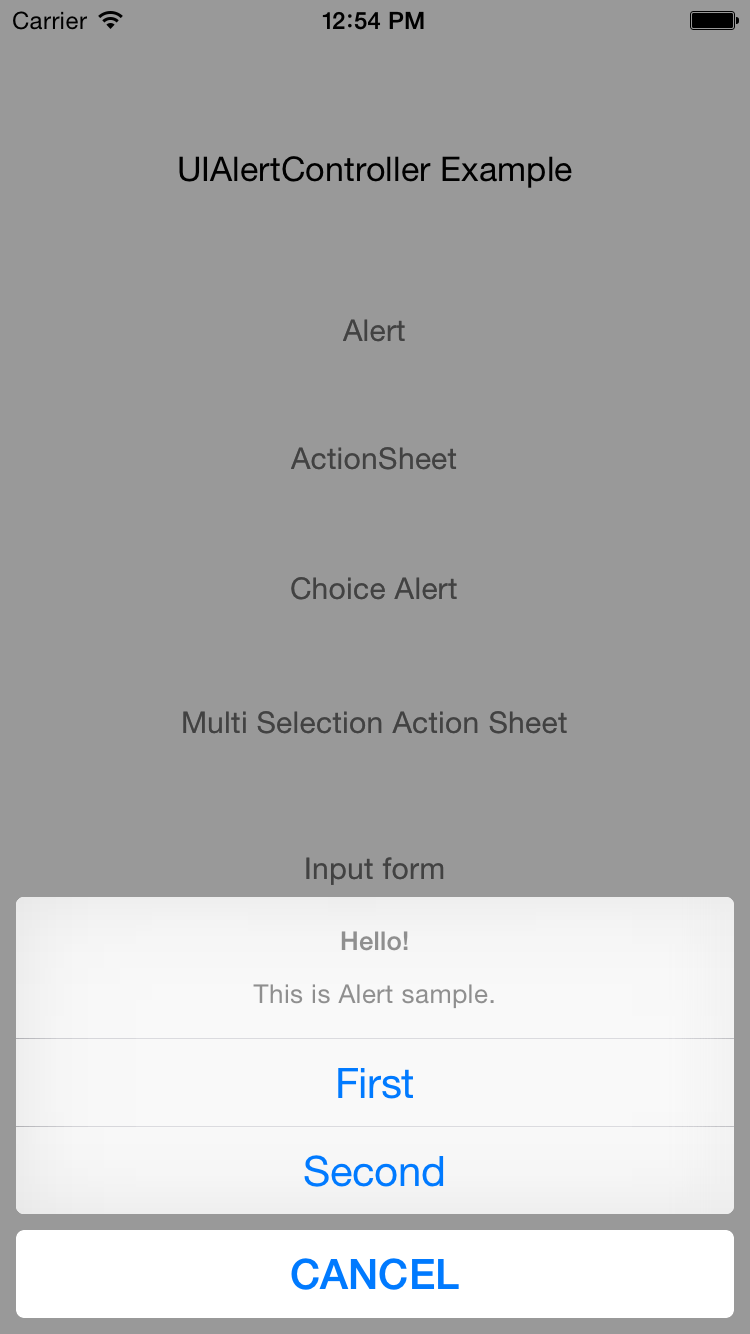 Carrier 12:54 PM
UIAlertController Example
Alert
ActionSheet
Choice Alert
Multi Selection Action Sheet
Input form
Hello!
This is Alert sample.
First
Second
CANCEL